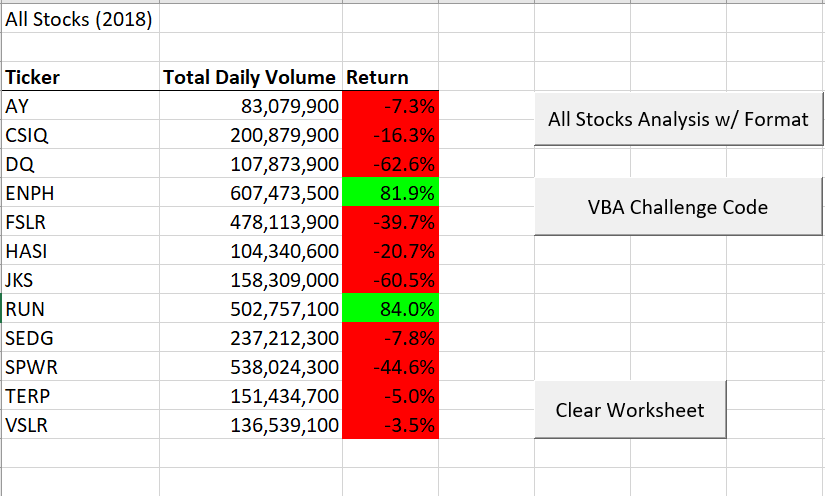 All Stocks (2018)
Ticker Total Daily Volume Return
AY 83,079,900 -7.3%
CSIQ 200,879,900 -16.3%
DQ 107,873,900 -62.6%
ENPH 607,473,500 81.9%
FSLR 478,113,900 -39.7%
HASI 104,340,600 -20.7%
JKS 158,309,000 -60.5%
RUN 502,757,100 84.0%
SEDG 237,212,300 -7.8%
SPWR 538,024,300 -44.6%
TERP 151,434,700 -5.0%
VSLR 136,539,100 -3.5%
All Stocks Analysis w/ Format
VBA Challenge Code
Clear Worksheet